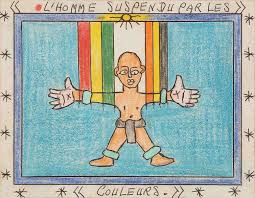 « L'HOMME SUSPENDU PAR LES »
« COULEURS. »